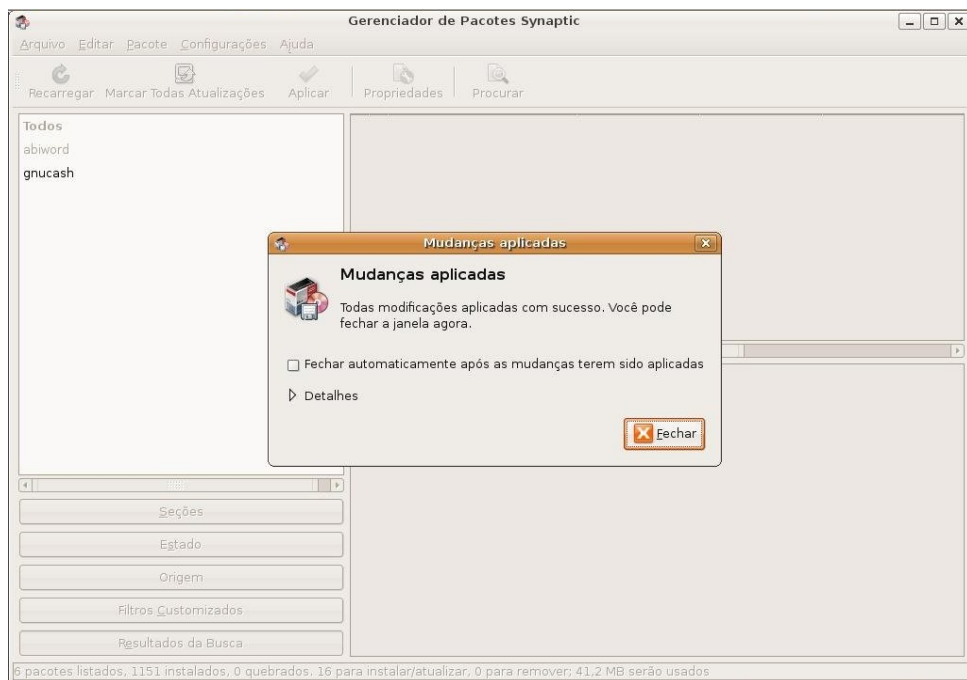 Gerenciador de Pacotes Synaptic
Arquivo Editar Pacote Configurações Ajuda
Recarregar Marcar Todas Atualizações Aplicar Propriedades Procurar
Todos
abiword
gnucash
Mudanças aplicadas
Mudanças aplicadas
Todas modificações aplicadas com sucesso. Você pode
fechar a janela agora.
Fechar automaticamente após as mudanças terem sido aplicadas
Detalhes
Fechar
Seções
Estado
Origem
Filtros Customizados
Resultados da Busca
6 pacotes listados, 1151 instalados, 0 quebrados. 16 para instalar/atualizar, 0 para remover; 41,2 MB serão usados